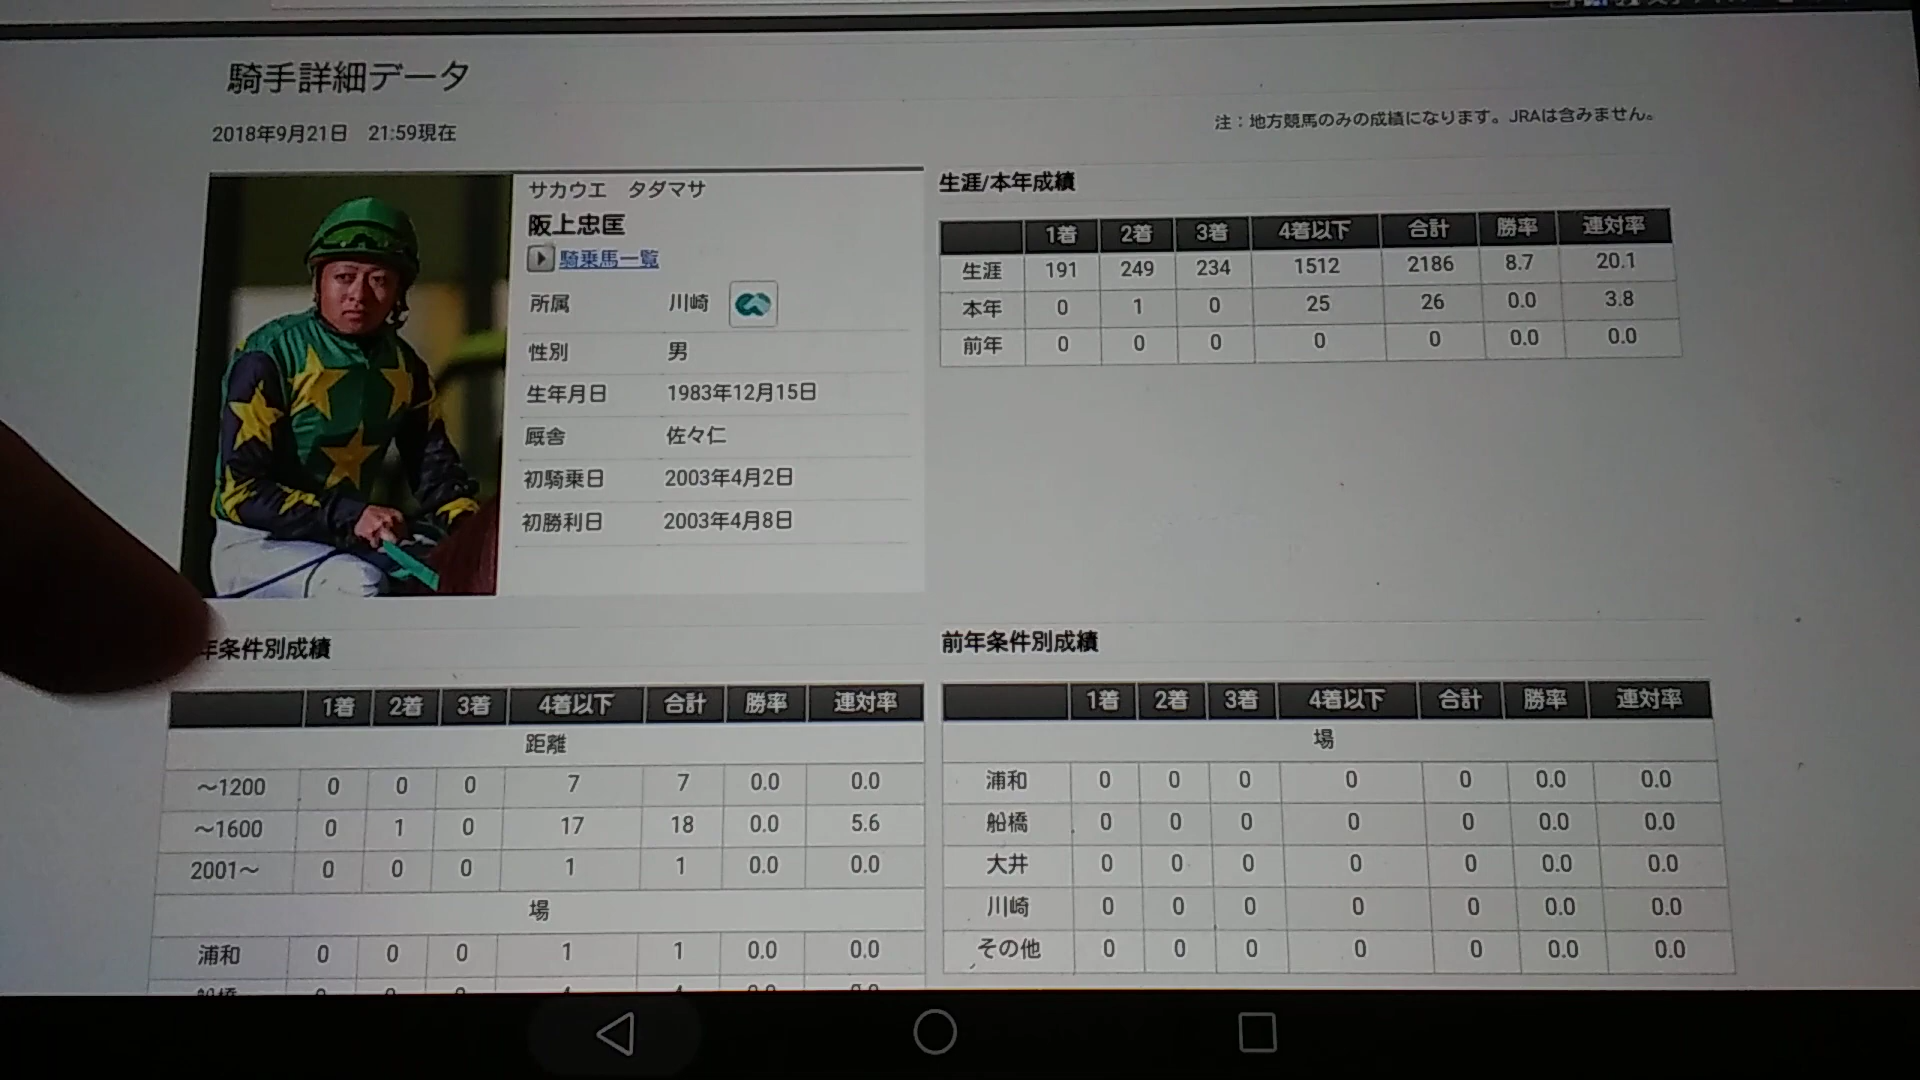 騎手詳細データ
2018年9月21日 21:59現在
注：地方競馬のみの成績になります。JRAは含みません。
サカウエ タダマサ
阪上忠匡
騎乗馬一覧
所属 川崎
性別 男
生年月日 1983年12月15日
厩舎 佐々仁
初騎乗日 2003年4月2日
初勝利日 2003年4月8日
生涯/本年成績
1着 2着 3着 4着以下 合計 勝率 連対率
生涯 191 249 234 1512 2186 8.7 20.1
本年 0 1 0 25 26 0.0 3.8
前年 0 0 0 0 0 0.0 0.0
年条件別成績
1着 2着 3着 4着以下 合計 勝率 連対率
距離
～1200 0 0 0 7 7 0.0 0.0
～1600 0 1 0 17 18 0.0 5.6
2001～ 0 0 0 1 1 0.0 0.0
場
浦和 0 0 0 1 1 0.0 0.0
船橋 0 0 0 4 4 0.0 0.0
前年条件別成績
1着 2着 3着 4着以下 合計 勝率 連対率
場
浦和 0 0 0 0 0 0.0 0.0
船橋 0 0 0 0 0 0.0 0.0
大井 0 0 0 0 0 0.0 0.0
川崎 0 0 0 0 0 0.0 0.0
その他 0 0 0 0 0 0.0 0.0